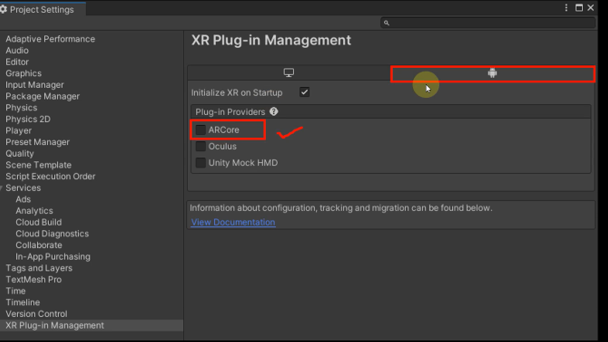 Project Settings
Adaptive Performance
Audio
Editor
Graphics
Input Manager
Package Manager
Physics
Physics 2D
Player
Preset Manager
Quality
Scene Template
Script Execution Order
Services
Ads
Analytics
Cloud Build
Cloud Diagnostics
Collaborate
In-App Purchasing
Tags and Layers
TextMesh Pro
Time
Timeline
Version Control
XR Plug-in Management
XR Plug-in Management
Initialize XR on Startup
Plug-in Providers
ARCore
Oculus
Unity Mock HMD
Information about configuration, tracking and migration can be found below.
View Documentation